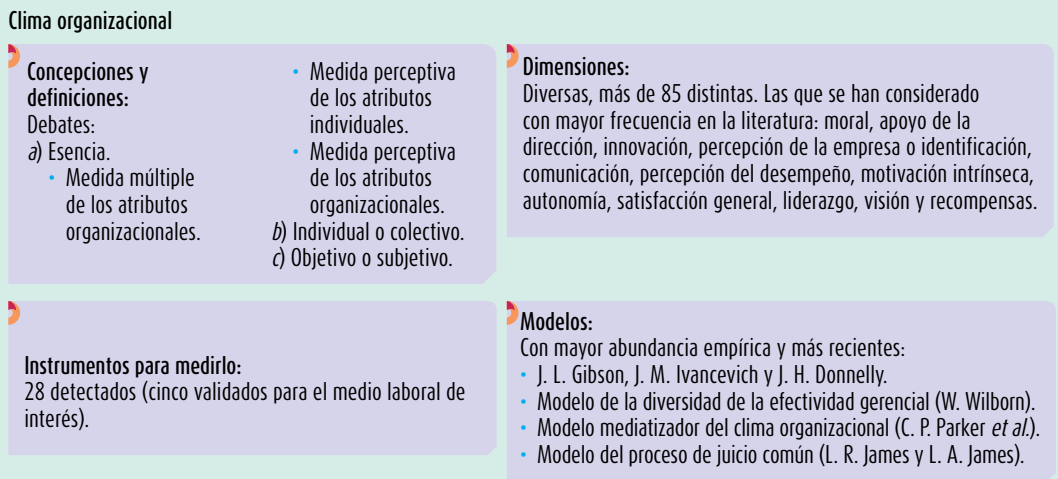 Clima organizacional
Concepciones y
definiciones:
Debates:
a) Esencia.
• Medida múltiple
de los atributos
organizacionales.
• Medida perceptiva
de los atributos
individuales.
• Medida perceptiva
de los atributos
organizacionales.
b) Individual o colectivo.
c) Objetivo o subjetivo.
Dimensiones:
Diversas, más de 85 distintas. Las que se han considerado
con mayor frecuencia en la literatura: moral, apoyo de la
dirección, innovación, percepción de la empresa o identificación,
comunicación, percepción del desempeño, motivación intrínseca,
autonomía, satisfacción general, liderazgo, visión y recompensas.
Instrumentos para medirlo:
28 detectados (cinco validados para el medio laboral de
interés).
Modelos:
Con mayor abundancia empírica y más recientes:
• J. L. Gibson, J. M. Ivancevich y J. H. Donnelly.
• Modelo de la diversidad de la efectividad gerencial (W. Wilborn).
• Modelo mediatizador del clima organizacional (C. P. Parker et al.).
• Modelo del proceso de juicio común (L. R. James y L. A. James).